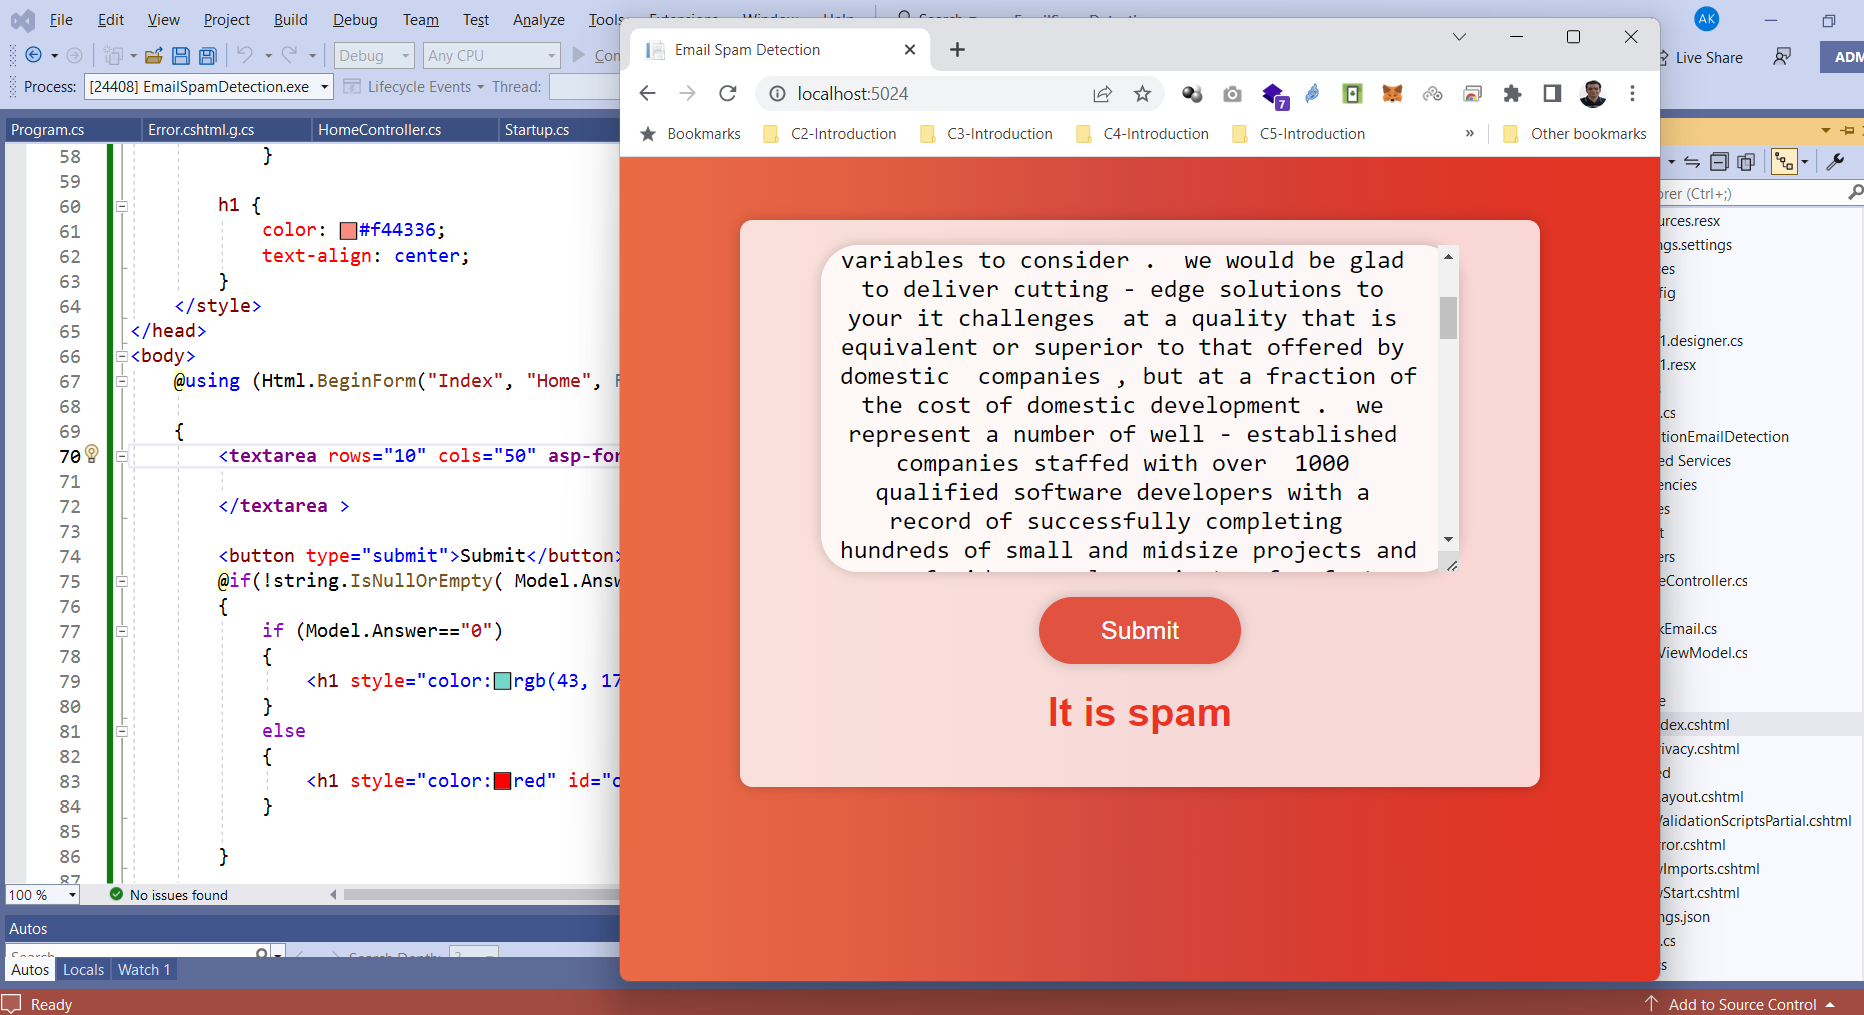 File Edit View Project Build Debug Team Test Analyze Tools
AK
Debug Any CPU
Live Share
ADM
Process: [24408] EmailSpamDetection.exe Lifecycle Events Thread:
Program.cs Error.cshtml.g.cs HomeController.cs Startup.cs
58 }
59
60 h1 {
61 color: #f44336;
62 text-align: center;
63 }
64 </style>
65 </head>
66 <body>
67 @using (Html.BeginForm("Index", "Home",
68
69 {
70 <textarea rows="10" cols="50" asp-for
71
72 </textarea >
73
74 <button type="submit">Submit</button>
75 @if(!string.IsNullOrEmpty( Model.Answ
76 {
77 if (Model.Answer=="0")
78 {
79 <h1 style="color:rgb(43, 17
80 }
81 else
82 {
83 <h1 style="color:red" id="o
84 }
85
86 }
87
100 % No issues found
Autos
Search Depth:
Autos Locals Watch 1
Ready
Add to Source Control
Email Spam Detection
localhost:5024
7
Bookmarks C2-Introduction C3-Introduction C4-Introduction C5-Introduction » Other bookmarks
variables to consider . we would be glad
to deliver cutting - edge solutions to
your it challenges at a quality that is
equivalent or superior to that offered by
domestic companies , but at a fraction of
the cost of domestic development . we
represent a number of well - established
companies staffed with over 1000
qualified software developers with a
record of successfully completing
hundreds of small and midsize projects and
Submit
It is spam
orer (Ctrl+;)
urces.resx
ngs.settings
es
fig
1.designer.cs
1.resx
.cs
tionEmailDetection
ed Services
encies
es
t
ers
eController.cs
kEmail.cs
ViewModel.cs
e
dex.cshtml
ivacy.cshtml
ed
ayout.cshtml
ValidationScriptsPartial.cshtml
ror.cshtml
vImports.cshtml
vStart.cshtml
ngs.json
.cs
s